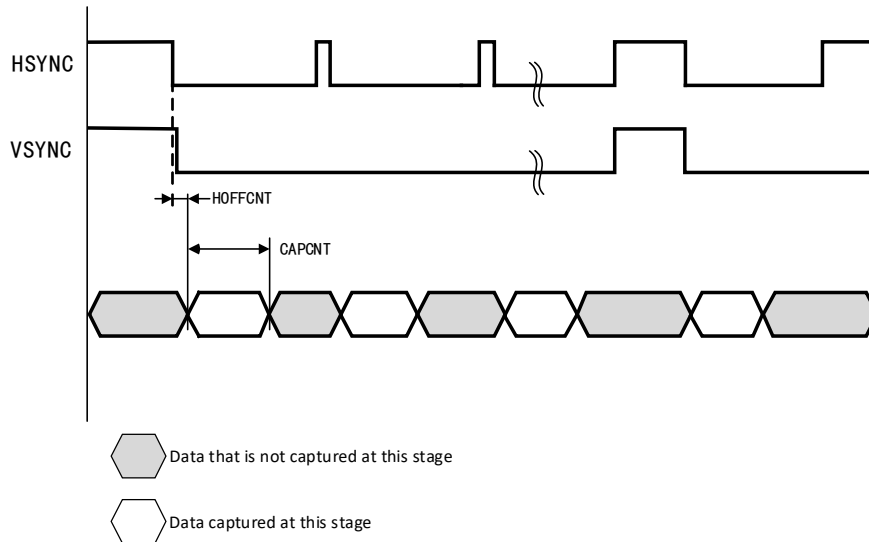 HSYNC
VSYNC
HOFFCNT
CAPCNT
Data that is not captured at this stage
Data captured at this stage